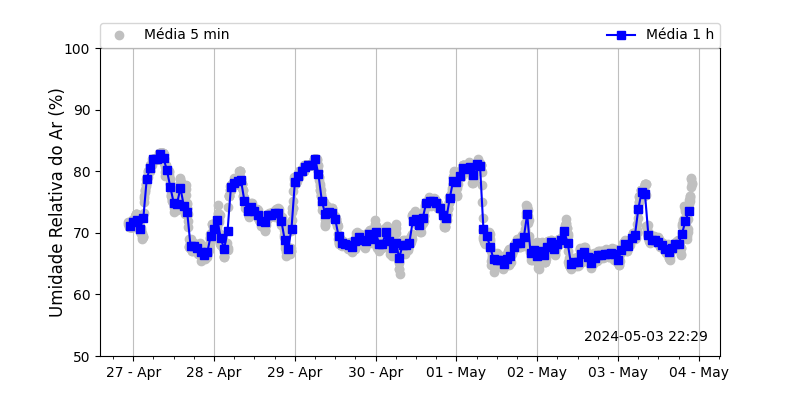 Média 5 min
Média 1 h
Umidade Relativa do Ar (%)
100
90
80
70
60
50
2024-05-03 22:29
27 - Apr
28 - Apr
29 - Apr
30 - Apr
01 - May
02 - May
03 - May
04 - May